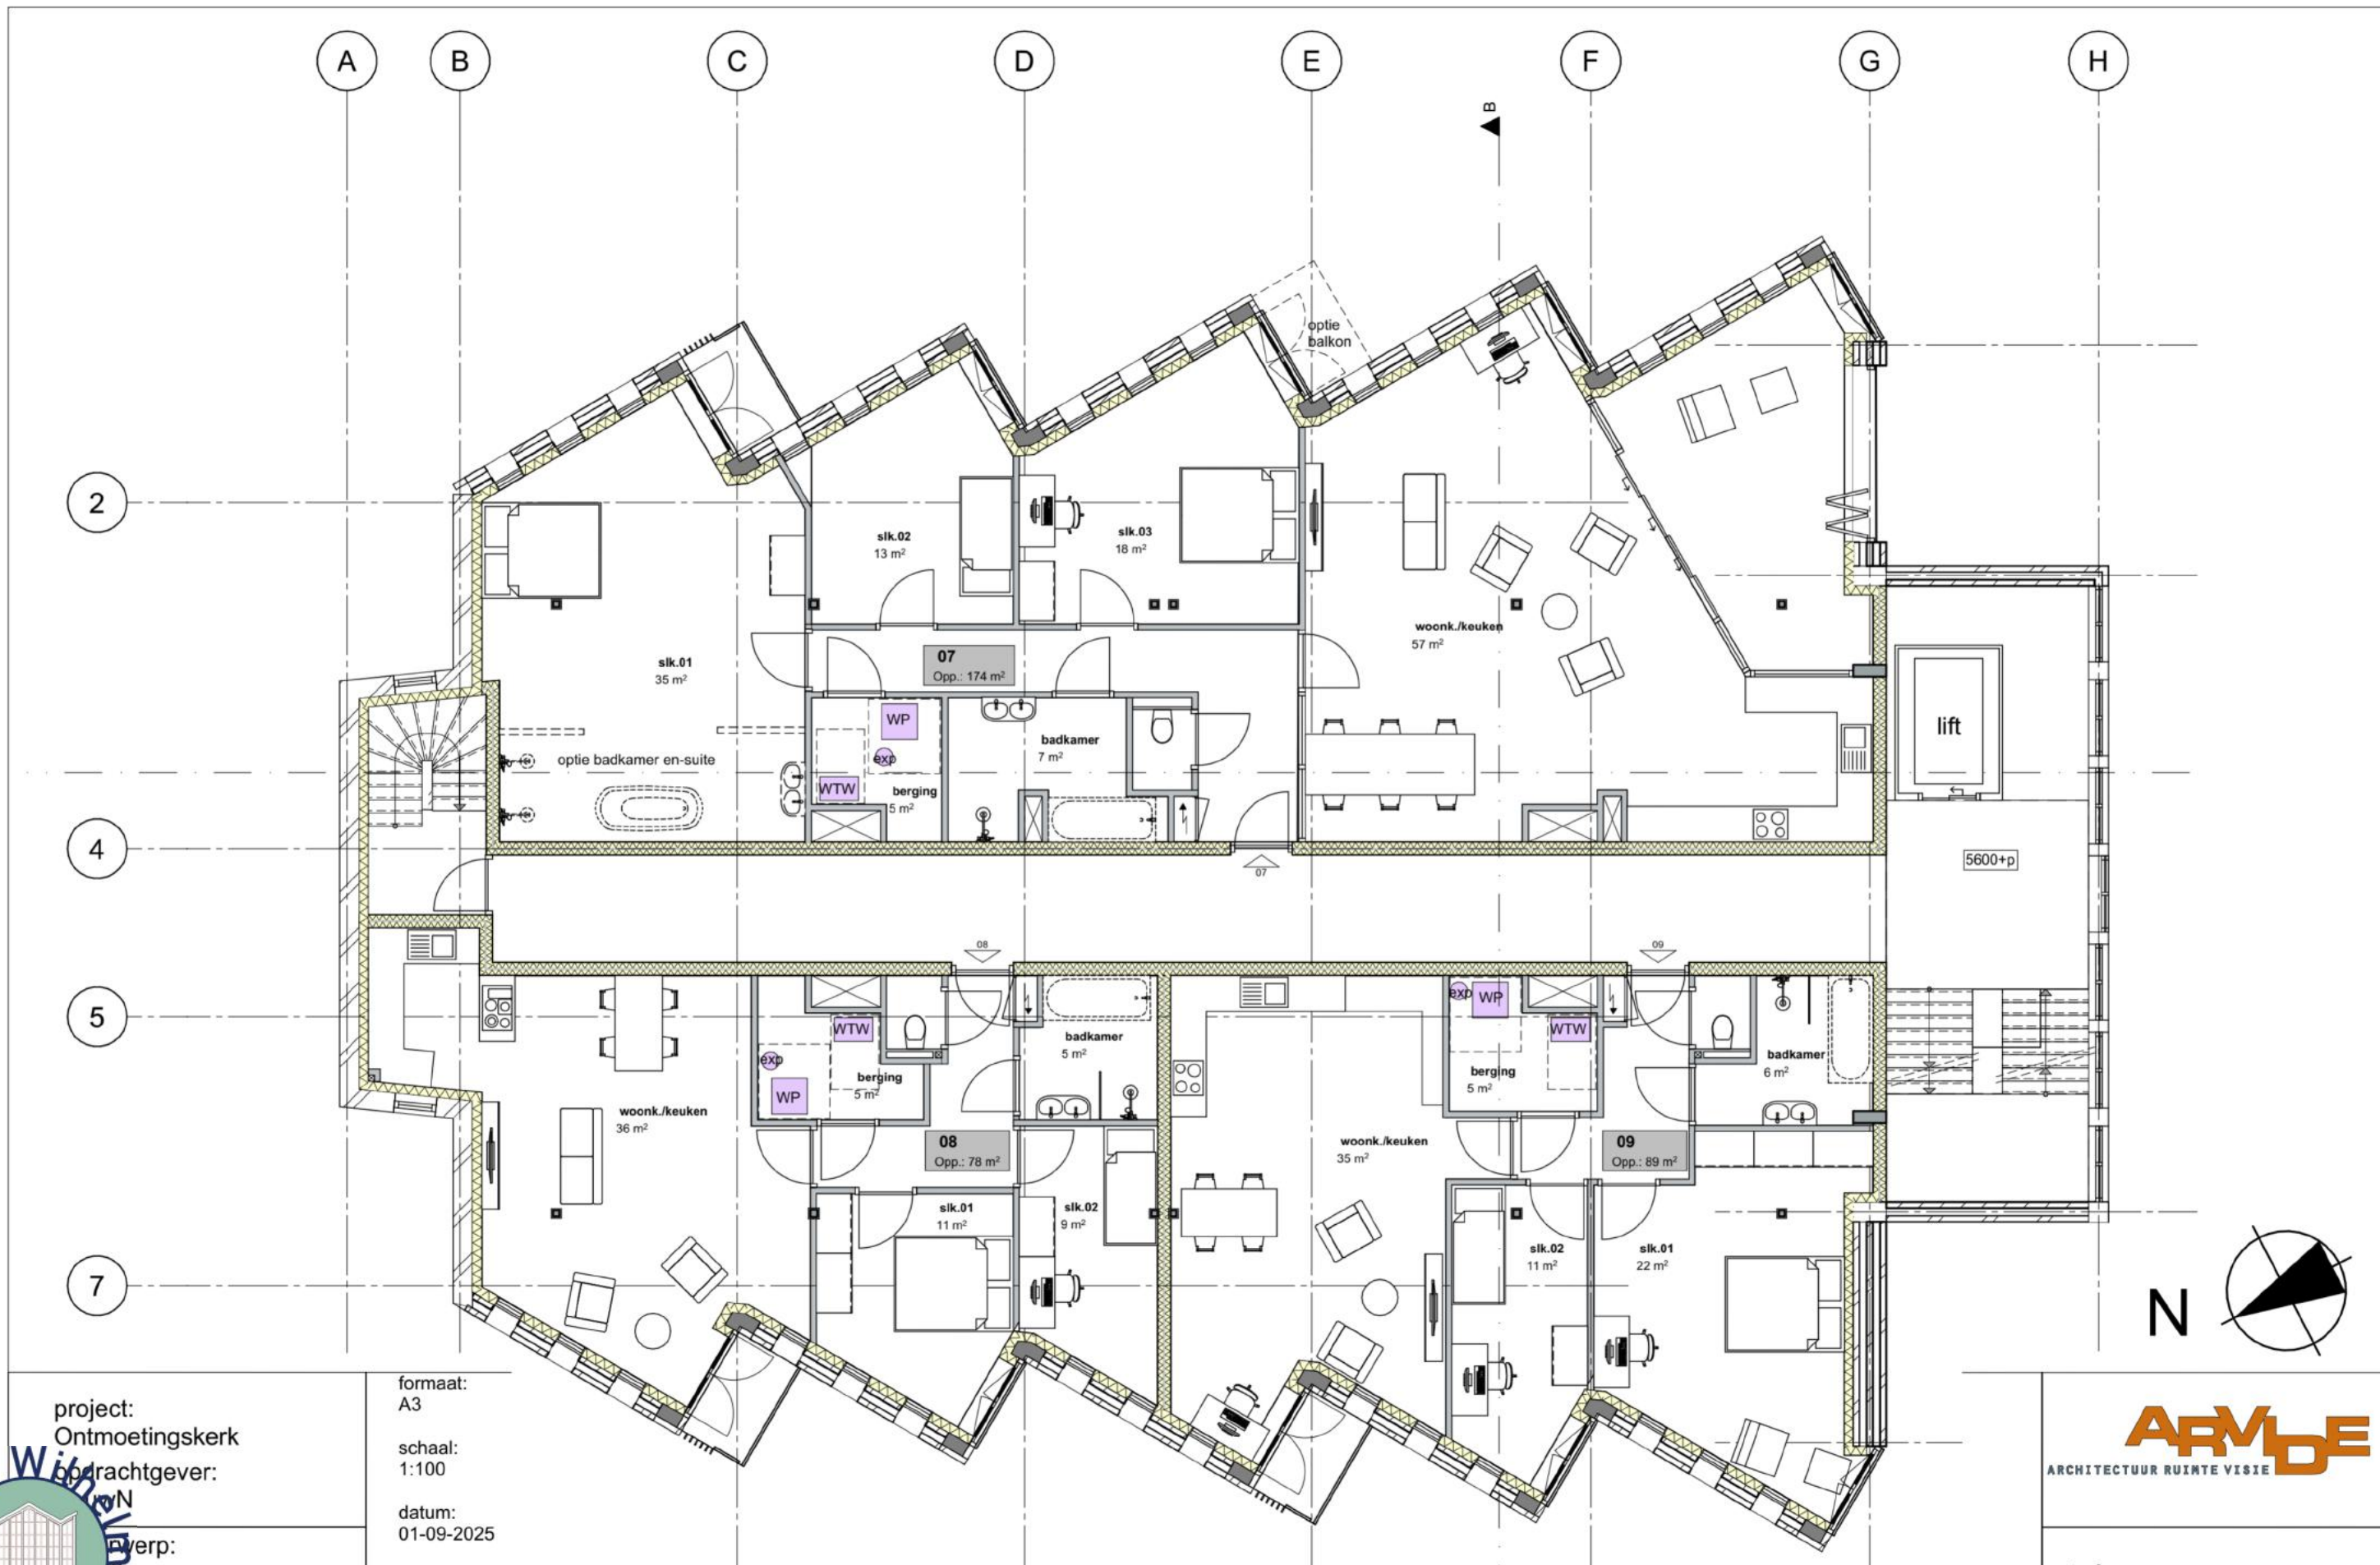 A
B
C
D
E
F
G
H
B
optie
balkon
2
slk.02
13 m²
slk.03
18 m²
woonk./keuken
57 m²
slk.01
35 m²
07
Opp.: 174 m²
WP
exp
WTW
berging
5 m²
badkamer
7 m²
optie badkamer en-suite
lift
4
07
5600+p
08
09
5
WTW
exp
WP
berging
5 m²
badkamer
5 m²
exp
WP
WTW
berging
5 m²
badkamer
6 m²
woonk./keuken
36 m²
08
Opp.: 78 m²
woonk./keuken
35 m²
09
Opp.: 89 m²
slk.01
11 m²
slk.02
9 m²
slk.02
11 m²
slk.01
22 m²
7
N
project:
Ontmoetingskerk
opdrachtgever:
formaat:
A3
schaal:
1:100
datum:
01-09-2025
ARVIDE
ARCHITECTUUR RUIMTE VISIE